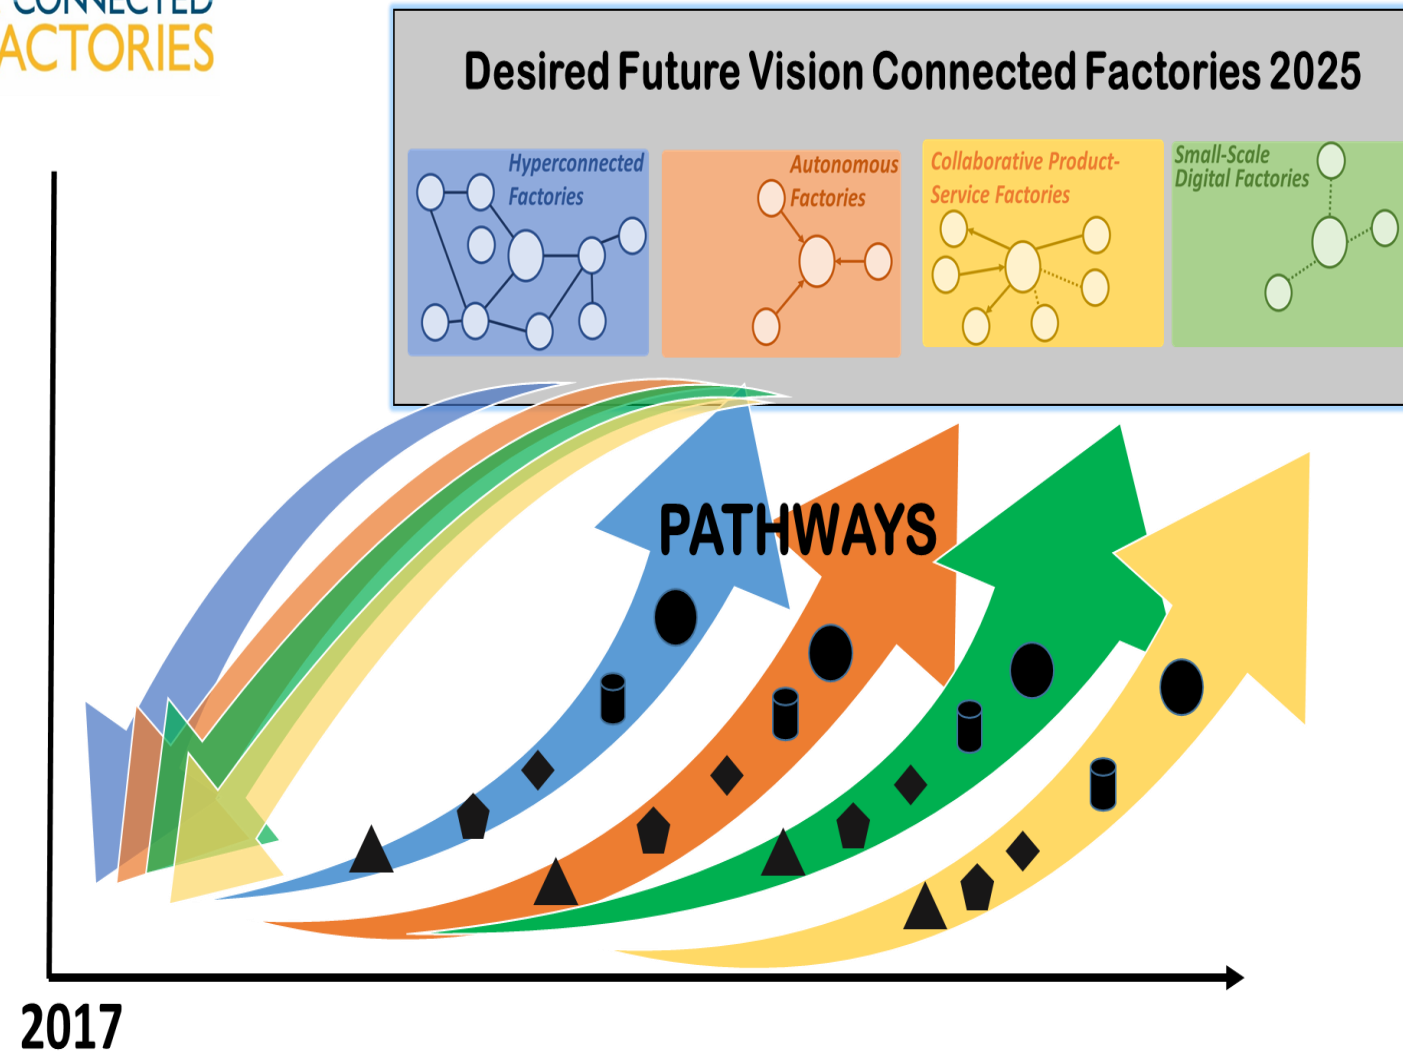 CONNECTED
ACTORIES
Desired Future Vision Connected Factories 2025
Hyperconnected
Factories
Autonomous
Factories
Collaborative Product-
Service Factories
Small-Scale
Digital Factories
PATHWAYS
2017